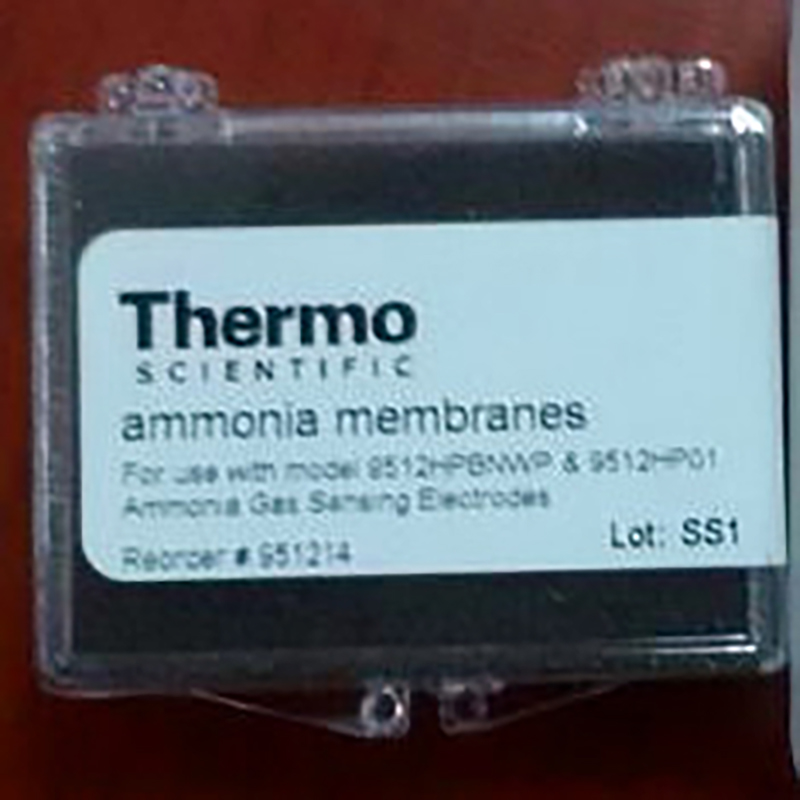 Thermo
SCIENTIFIC
ammonia membranes
For use with model 9512HPBNWP & 9512HP01
Ammonia Gas Sensing Electrodes
Lot: SS1
Reorder # 951214